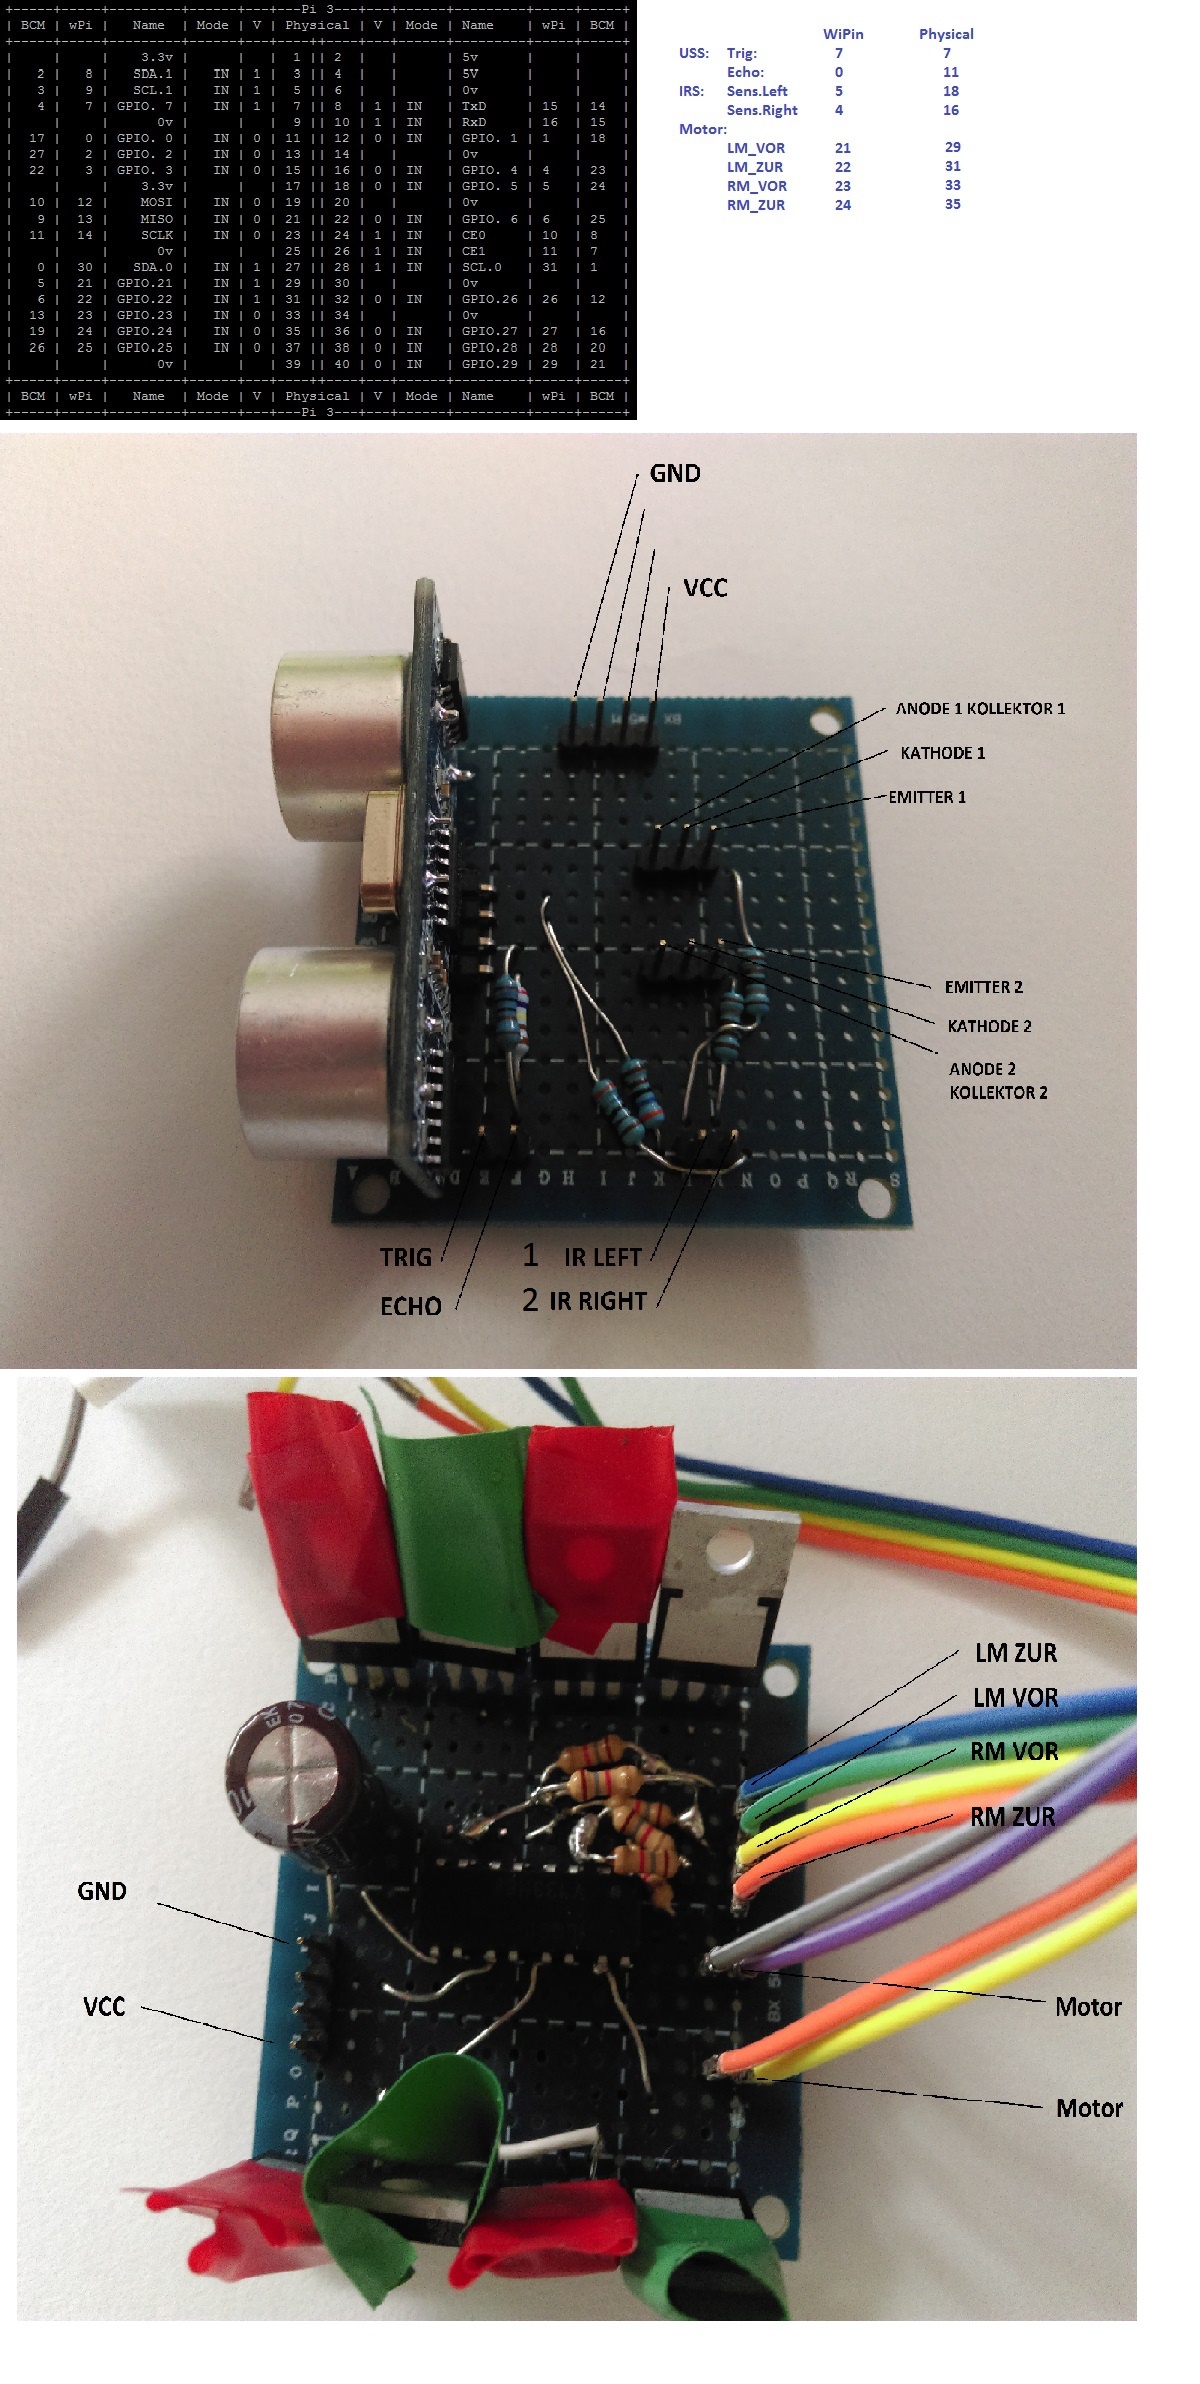 +-----+-----+---------+------+---+---Pi 3---+---+------+---------+-----+-----+
| BCM | wPi |   Name  | Mode | V | Physical | V | Mode | Name    | wPi | BCM |
+-----+-----+---------+------+---+----++----+---+------+---------+-----+-----+
|     |     |    3.3v |      |   |  1 || 2  |   |      | 5v      |     |     |
|   2 |   8 |   SDA.1 |   IN | 1 |  3 || 4  |   |      | 5V      |     |     |
|   3 |   9 |   SCL.1 |   IN | 1 |  5 || 6  |   |      | 0v      |     |     |
|   4 |   7 | GPIO. 7 |   IN | 1 |  7 || 8  | 1 | IN   | TxD     | 15  | 14  |
|     |     |      0v |      |   |  9 || 10 | 1 | IN   | RxD     | 16  | 15  |
|  17 |   0 | GPIO. 0 |   IN | 0 | 11 || 12 | 0 | IN   | GPIO. 1 | 1   | 18  |
|  27 |   2 | GPIO. 2 |   IN | 0 | 13 || 14 |   |      | 0v      |     |     |
|  22 |   3 | GPIO. 3 |   IN | 0 | 15 || 16 | 0 | IN   | GPIO. 4 | 4   | 23  |
|     |     |    3.3v |      |   | 17 || 18 | 0 | IN   | GPIO. 5 | 5   | 24  |
|  10 |  12 |    MOSI |   IN | 0 | 19 || 20 |   |      | 0v      |     |     |
|   9 |  13 |    MISO |   IN | 0 | 21 || 22 | 0 | IN   | GPIO. 6 | 6   | 25  |
|  11 |  14 |    SCLK |   IN | 0 | 23 || 24 | 1 | IN   | CE0     | 10  | 8   |
|     |     |      0v |      |   | 25 || 26 | 1 | IN   | CE1     | 11  | 7   |
|   0 |  30 |   SDA.0 |   IN | 1 | 27 || 28 | 1 | IN   | SCL.0   | 31  | 1   |
|   5 |  21 | GPIO.21 |   IN | 1 | 29 || 30 |   |      | 0v      |     |     |
|   6 |  22 | GPIO.22 |   IN | 1 | 31 || 32 | 0 | IN   | GPIO.26 | 26  | 12  |
|  13 |  23 | GPIO.23 |   IN | 0 | 33 || 34 |   |      | 0v      |     |     |
|  19 |  24 | GPIO.24 |   IN | 0 | 35 || 36 | 0 | IN   | GPIO.27 | 27  | 16  |
|  26 |  25 | GPIO.25 |   IN | 0 | 37 || 38 | 0 | IN   | GPIO.28 | 28  | 20  |
|     |     |      0v |      |   | 39 || 40 | 0 | IN   | GPIO.29 | 29  | 21  |
+-----+-----+---------+------+---+----++----+---+------+---------+-----+-----+
| BCM | wPi |   Name  | Mode | V | Physical | V | Mode | Name    | wPi | BCM |
+-----+-----+---------+------+---+---Pi 3---+---+------+---------+-----+-----+
WiPin Physical
USS: Trig: 7 7
Echo: 0 11
IRS: Sens.Left 5 18
Sens.Right 4 16
Motor:
LM_VOR 21 29
LM_ZUR 22 31
RM_VOR 23 33
RM_ZUR 24 35
GND
VCC
ANODE 1 KOLLEKTOR 1
KATHODE 1
EMITTER 1
EMITTER 2
KATHODE 2
ANODE 2
KOLLEKTOR 2
TRIG
ECHO
1 IR LEFT
2 IR RIGHT
LM ZUR
LM VOR
RM VOR
RM ZUR
GND
VCC
Motor
Motor